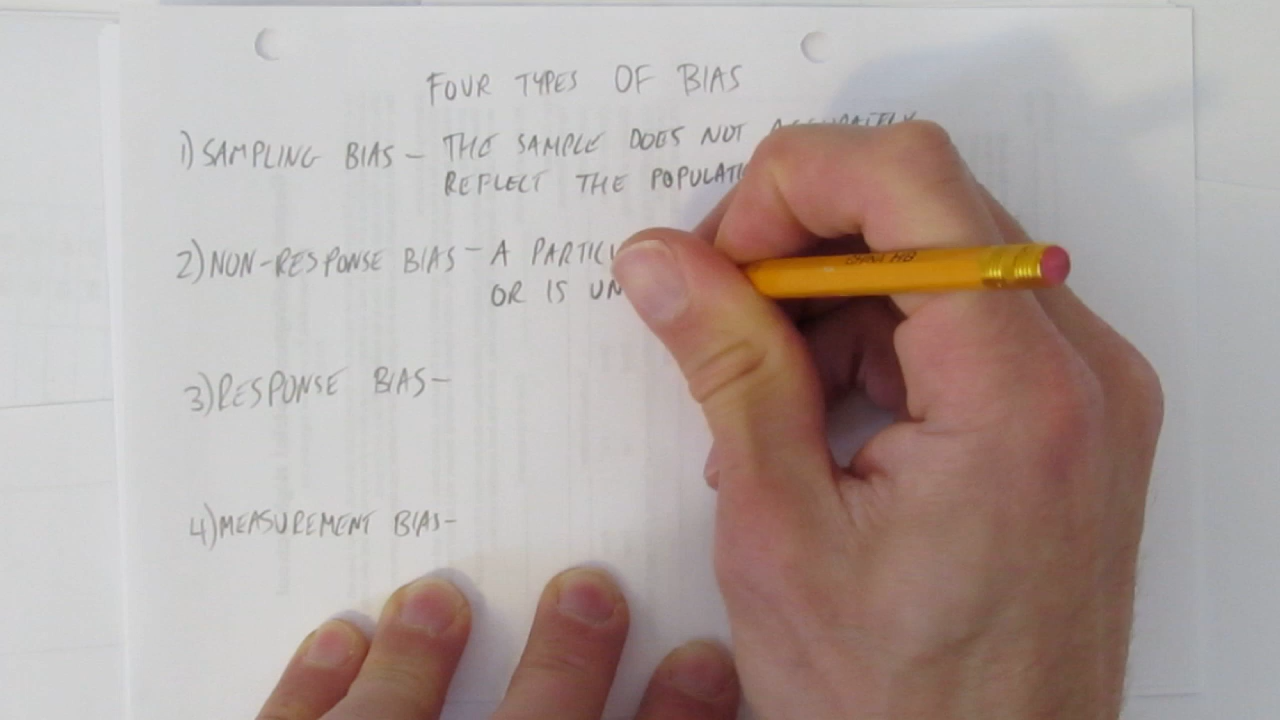 FOUR TYPES OF BIAS
1) SAMPLING BIAS - THE SAMPLE DOES NOT ACCURATELY
REFLECT THE
2) NON-RESPONSE BIAS - A
OR IS
3) RESPONSE BIAS-
4) MEASUREMENT BIAS-